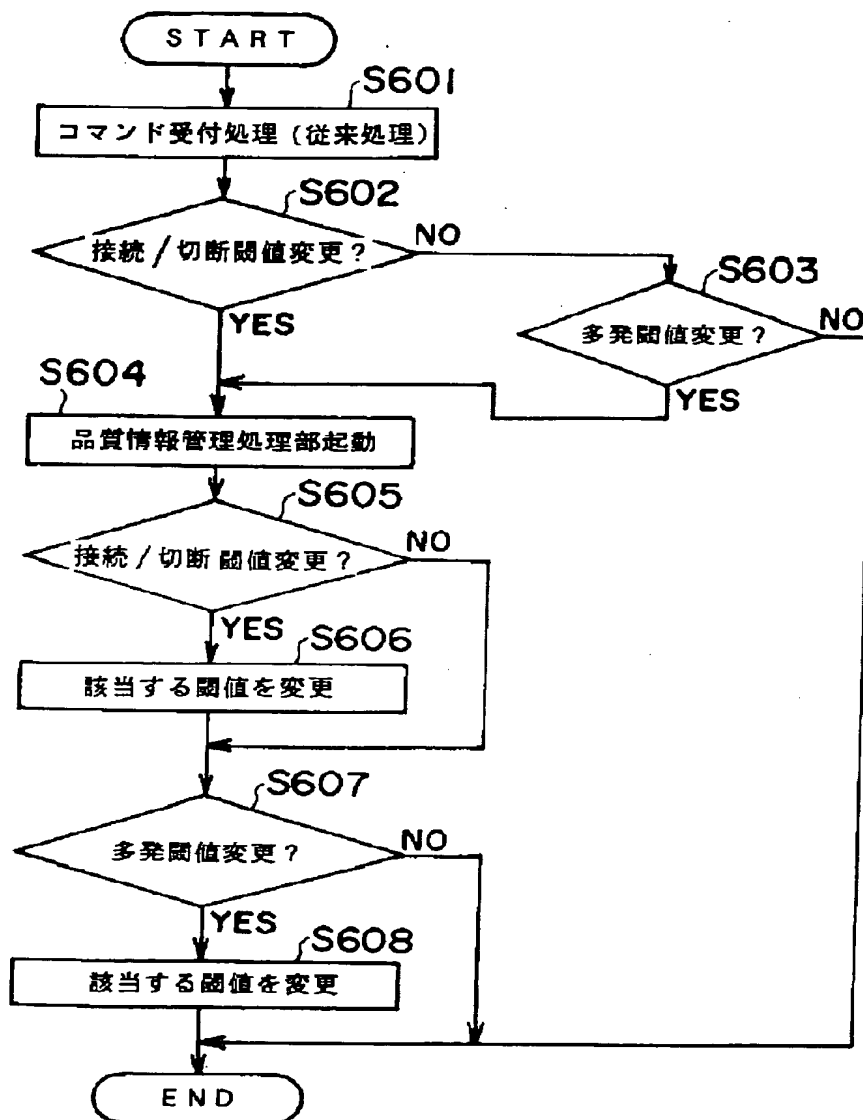 START
S601
コマンド受付処理(従来処理)
S602
接続/切断閾値変更?
NO
S603
YES
多発閾値変更?
NO
YES
S604
品質情報管理処理部起動
S605
接続/切断閾値変更?
NO
YES
S606
該当する閾値を変更
S607
多発閾値変更?
NO
YES
S608
該当する閾値を変更
END